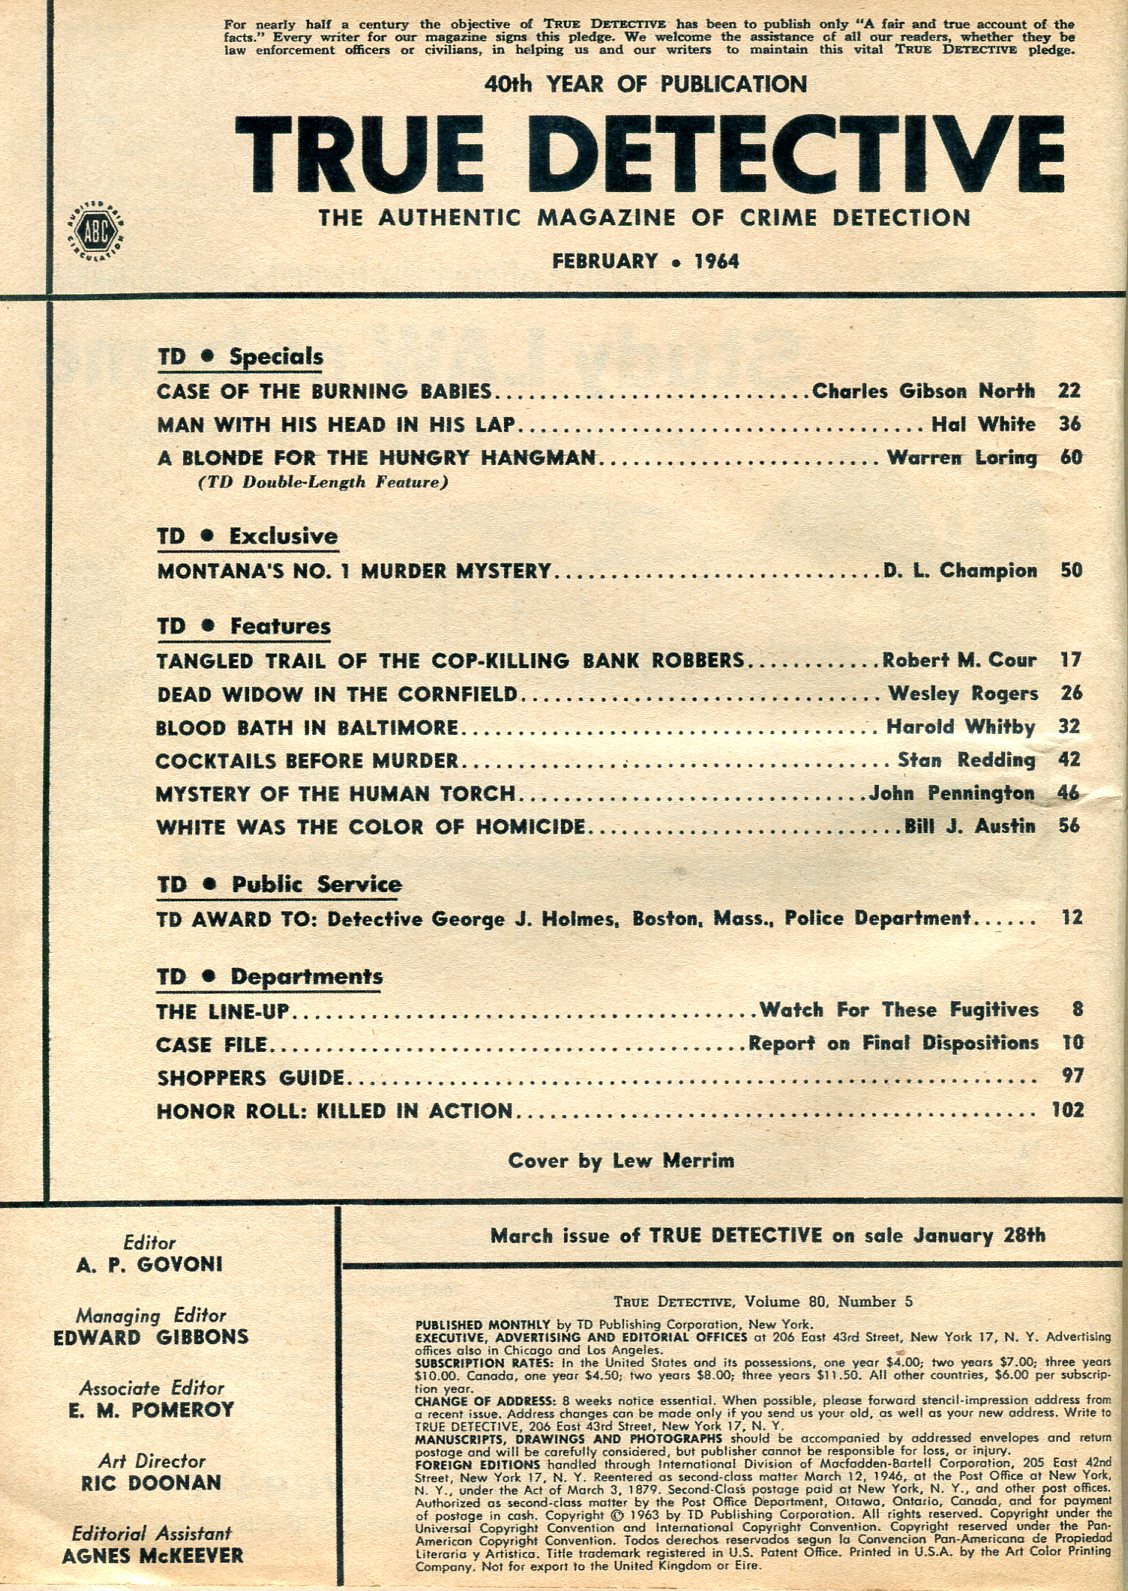 For nearly half a century the objective of TRUE DETECTIVE has been to publish only "A fair and true account of the
facts." Every writer for our magazine signs this pledge. We welcome the assistance of all our readers, whether they be
law enforcement officers or civilians, in helping us and our writers to maintain this vital TRUE DETECTIVE pledge.
40th YEAR OF PUBLICATION
TRUE DETECTIVE
THE AUTHENTIC MAGAZINE OF CRIME DETECTION
AUDITED PAID
ABC
CIRCULATION
FEBRUARY • 1964
TD • Specials
CASE OF THE BURNING BABIES............................Charles Gibson North 22
MAN WITH HIS HEAD IN HIS LAP.................................... Hal White 36
A BLONDE FOR THE HUNGRY HANGMAN......................... Warren Loring 60
(TD Double-Length Feature)
TD • Exclusive
MONTANA'S NO. 1 MURDER MYSTERY.............................D. L. Champion 50
TD • Features
TANGLED TRAIL OF THE COP-KILLING BANK ROBBERS............Robert M. Cour 17
DEAD WIDOW IN THE CORNFIELD................................ Wesley Rogers 26
BLOOD BATH IN BALTIMORE..................................... Harold Whitby 32
COCKTAILS BEFORE MURDER...................................... Stan Redding 42
MYSTERY OF THE HUMAN TORCH...............................John Pennington 46
WHITE WAS THE COLOR OF HOMICIDE............................Bill J. Austin 56
TD • Public Service
TD AWARD TO: Detective George J. Holmes, Boston, Mass., Police Department...... 12
TD • Departments
THE LINE-UP.........................................Watch For These Fugitives 8
CASE FILE..........................................Report on Final Dispositions 10
SHOPPERS GUIDE............................................................. 97
HONOR ROLL: KILLED IN ACTION.............................................. 102
Cover by Lew Merrim
Editor
A. P. GOVONI
Managing Editor
EDWARD GIBBONS
Associate Editor
E. M. POMEROY
Art Director
RIC DOONAN
Editorial Assistant
AGNES McKEEVER
March issue of TRUE DETECTIVE on sale January 28th
TRUE DETECTIVE, Volume 80, Number 5
PUBLISHED MONTHLY by TD Publishing Corporation, New York.
EXECUTIVE, ADVERTISING AND EDITORIAL OFFICES at 206 East 43rd Street, New York 17, N. Y. Advertising
offices also in Chicago and Los Angeles.
SUBSCRIPTION RATES: In the United States and its possessions, one year $4.00; two years $7.00; three years
$10.00. Canada, one year $4.50; two years $8.00; three years $11.50. All other countries, $6.00 per subscrip-
tion year.
CHANGE OF ADDRESS: 8 weeks notice essential. When possible, please forward stencil-impression address from
a recent issue. Address changes can be made only if you send us your old, as well as your new address. Write to
TRUE DETECTIVE, 206 East 43rd Street, New York 17, N. Y.
MANUSCRIPTS, DRAWINGS AND PHOTOGRAPHS should be accompanied by addressed envelopes and return
postage and will be carefully considered, but publisher cannot be responsible for loss, or injury.
FOREIGN EDITIONS handled through International Division of Macfadden-Bartell Corporation, 205 East 42nd
Street, New York 17, N. Y. Reentered as second-class matter March 12, 1946, at the Post Office at New York,
N. Y., under the Act of March 3, 1879. Second-Class postage paid at New York, N. Y., and other post offices.
Authorized as second-class matter by the Post Office Department, Ottawa, Ontario, Canada, and for payment
of postage in cash. Copyright © 1963 by TD Publishing Corporation. All rights reserved. Copyright under the
Universal Copyright Convention and International Copyright Convention. Copyright reserved under the Pan-
American Copyright Convention. Todos derechos reservados segun la Convencion Pan-Americana de Propiedad
Literaria y Artistica. Title trademark registered in U.S. Patent Office. Printed in U.S.A. by the Art Color Printing
Company. Not for export to the United Kingdom or Eire.